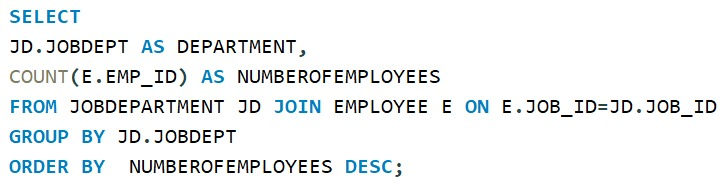 SELECT
JD.JOBDEPT AS DEPARTMENT,
COUNT(E.EMP_ID) AS NUMBEROFEMPLOYEES
FROM JOBDEPARTMENT JD JOIN EMPLOYEE E ON E.JOB_ID=JD.JOB_ID
GROUP BY JD.JOBDEPT
ORDER BY  NUMBEROFEMPLOYEES DESC;